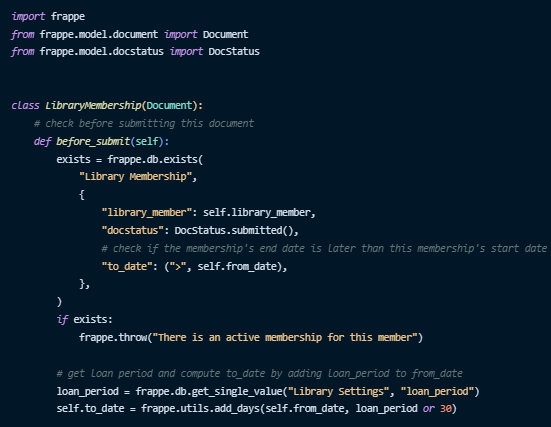 import frappe
from frappe.model.document import Document
from frappe.model.docstatus import DocStatus
class LibraryMembership(Document):
# check before submitting this document
def before_submit(self):
exists = frappe.db.exists(
"Library Membership",
{
"library_member": self.library_member,
"docstatus": DocStatus.submitted(),
# check if the membership's end date is later than this membership's start date
"to_date": (">", self.from_date),
},
)
if exists:
frappe.throw("There is an active membership for this member")
# get loan period and compute to_date by adding loan_period to from_date
loan_period = frappe.db.get_single_value("Library Settings", "loan_period")
self.to_date = frappe.utils.add_days(self.from_date, loan_period or 30)